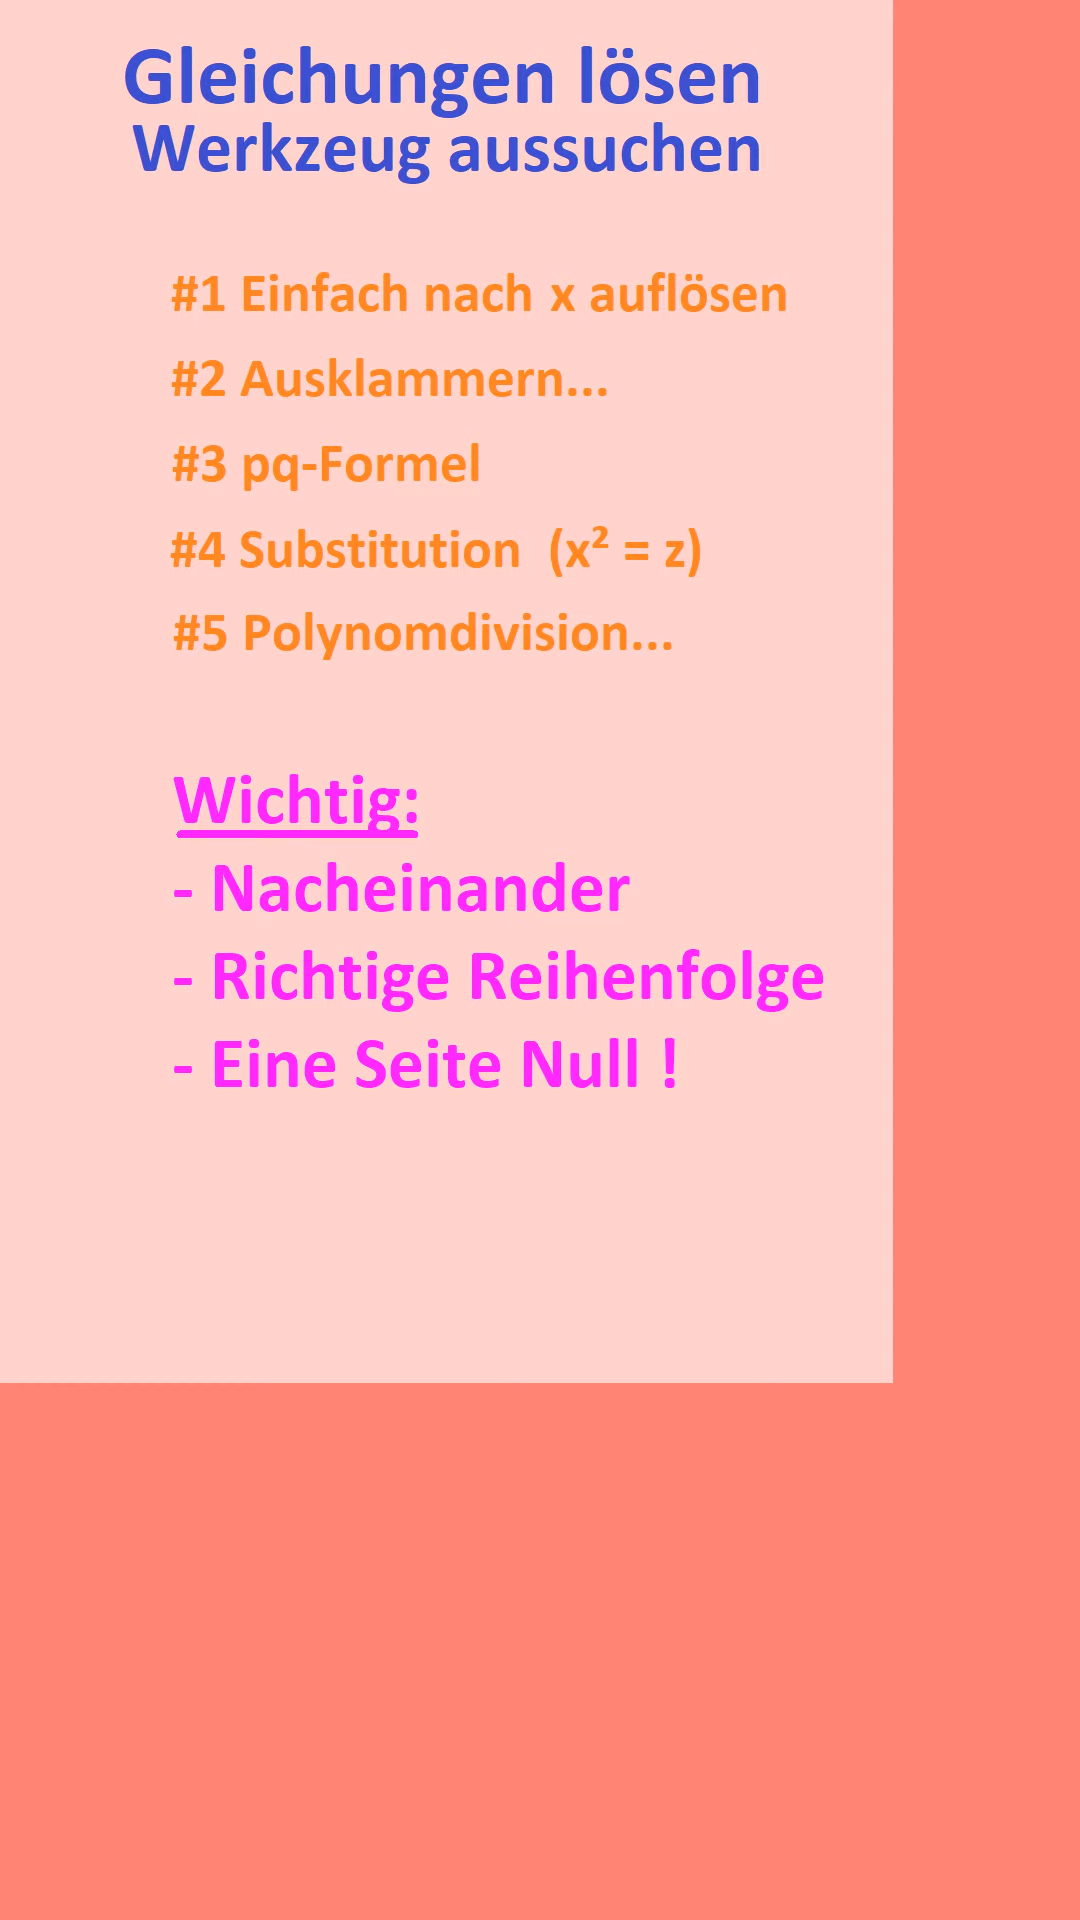 Gleichungen lösen
Werkzeug aussuchen
#1 Einfach nach x auflösen
#2 Ausklammern...
#3 pq-Formel
#4 Substitution (x² = z)
#5 Polynomdivision...
Wichtig:
- Nacheinander
- Richtige Reihenfolge
- Eine Seite Null !